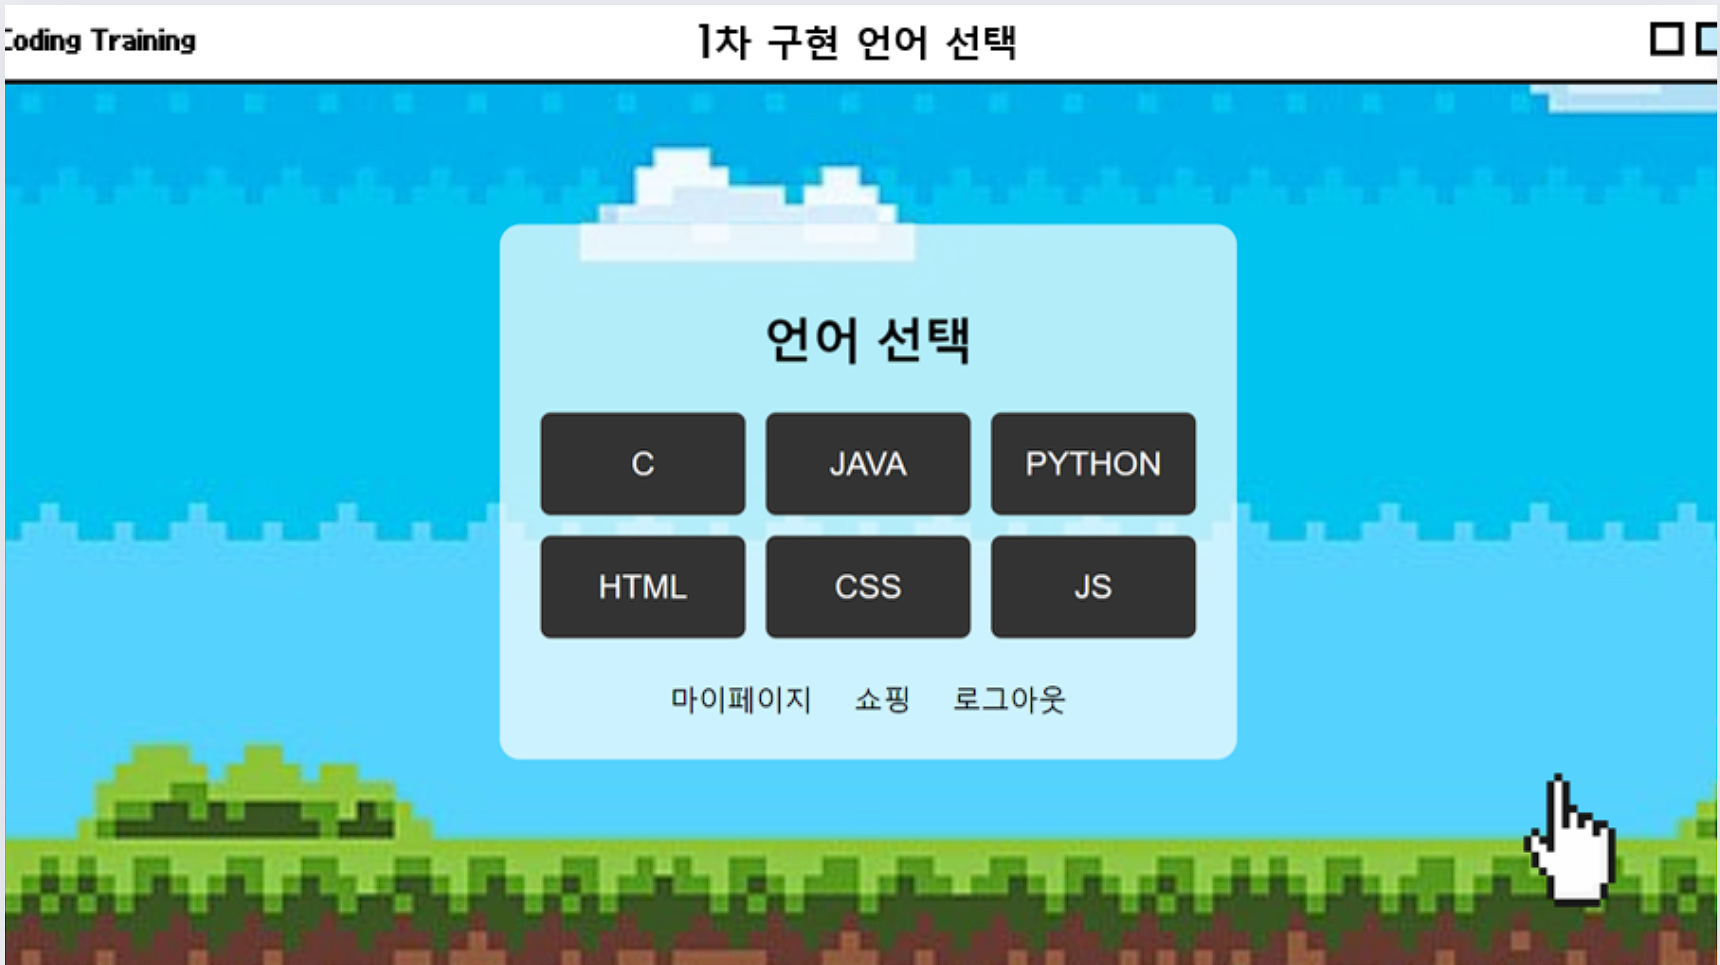 Coding Training
1차 구현 언어 선택
언어 선택
C
JAVA
PYTHON
HTML
CSS
JS
마이페이지
쇼핑
로그아웃